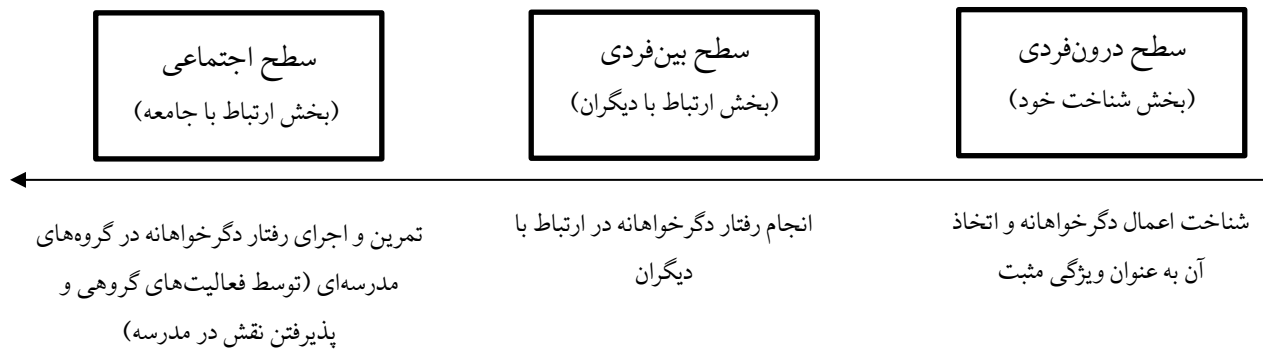 سطح درون‌فردی
(بخش شناخت خود)
سطح بین‌فردی
(بخش ارتباط با دیگران)
سطح اجتماعی
(بخش ارتباط با جامعه)
شناخت اعمال دگرخواهانه و اتخاذ
آن به عنوان ویژگی مثبت
انجام رفتار دگرخواهانه در ارتباط با
دیگران
تمرین و اجرای رفتار دگرخواهانه در گروه‌های
مدرسه‌ای (توسط فعالیت‌های گروهی و
پذیرفتن نقش در مدرسه)